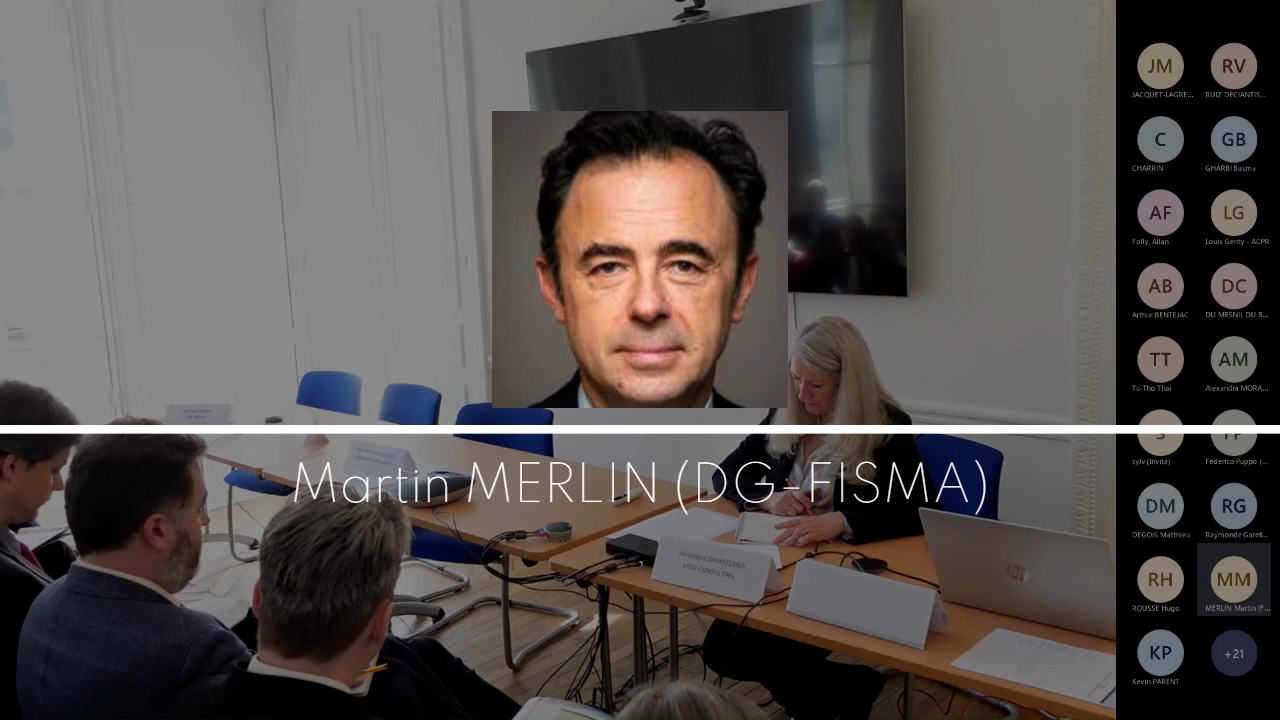 JM
RV
JACQUET-LAGRE...
RUIZ DECIANTIS...
C
GB
CHARRIN
GHARBI Basma
AF
LG
Folly, Allan
Louis Genty - ACPR
AB
DC
Arthur BENTEJAC
DU MESNIL DU B...
TT
AM
Tu-Tho Thai
Alexandra MORA...
S
FP
sylv (Invité)
Federico Puppo (...
Martin MERLIN (DG-FISMA)
DM
RG
DEGOIS Matthieu
Raymonde Garell...
Véronique ORMEZZANO
VYGE CONSULTING
hp
RH
MM
ROUSSE Hugo
MERLIN Martin (F...
KP
+21
Kevin PARENT